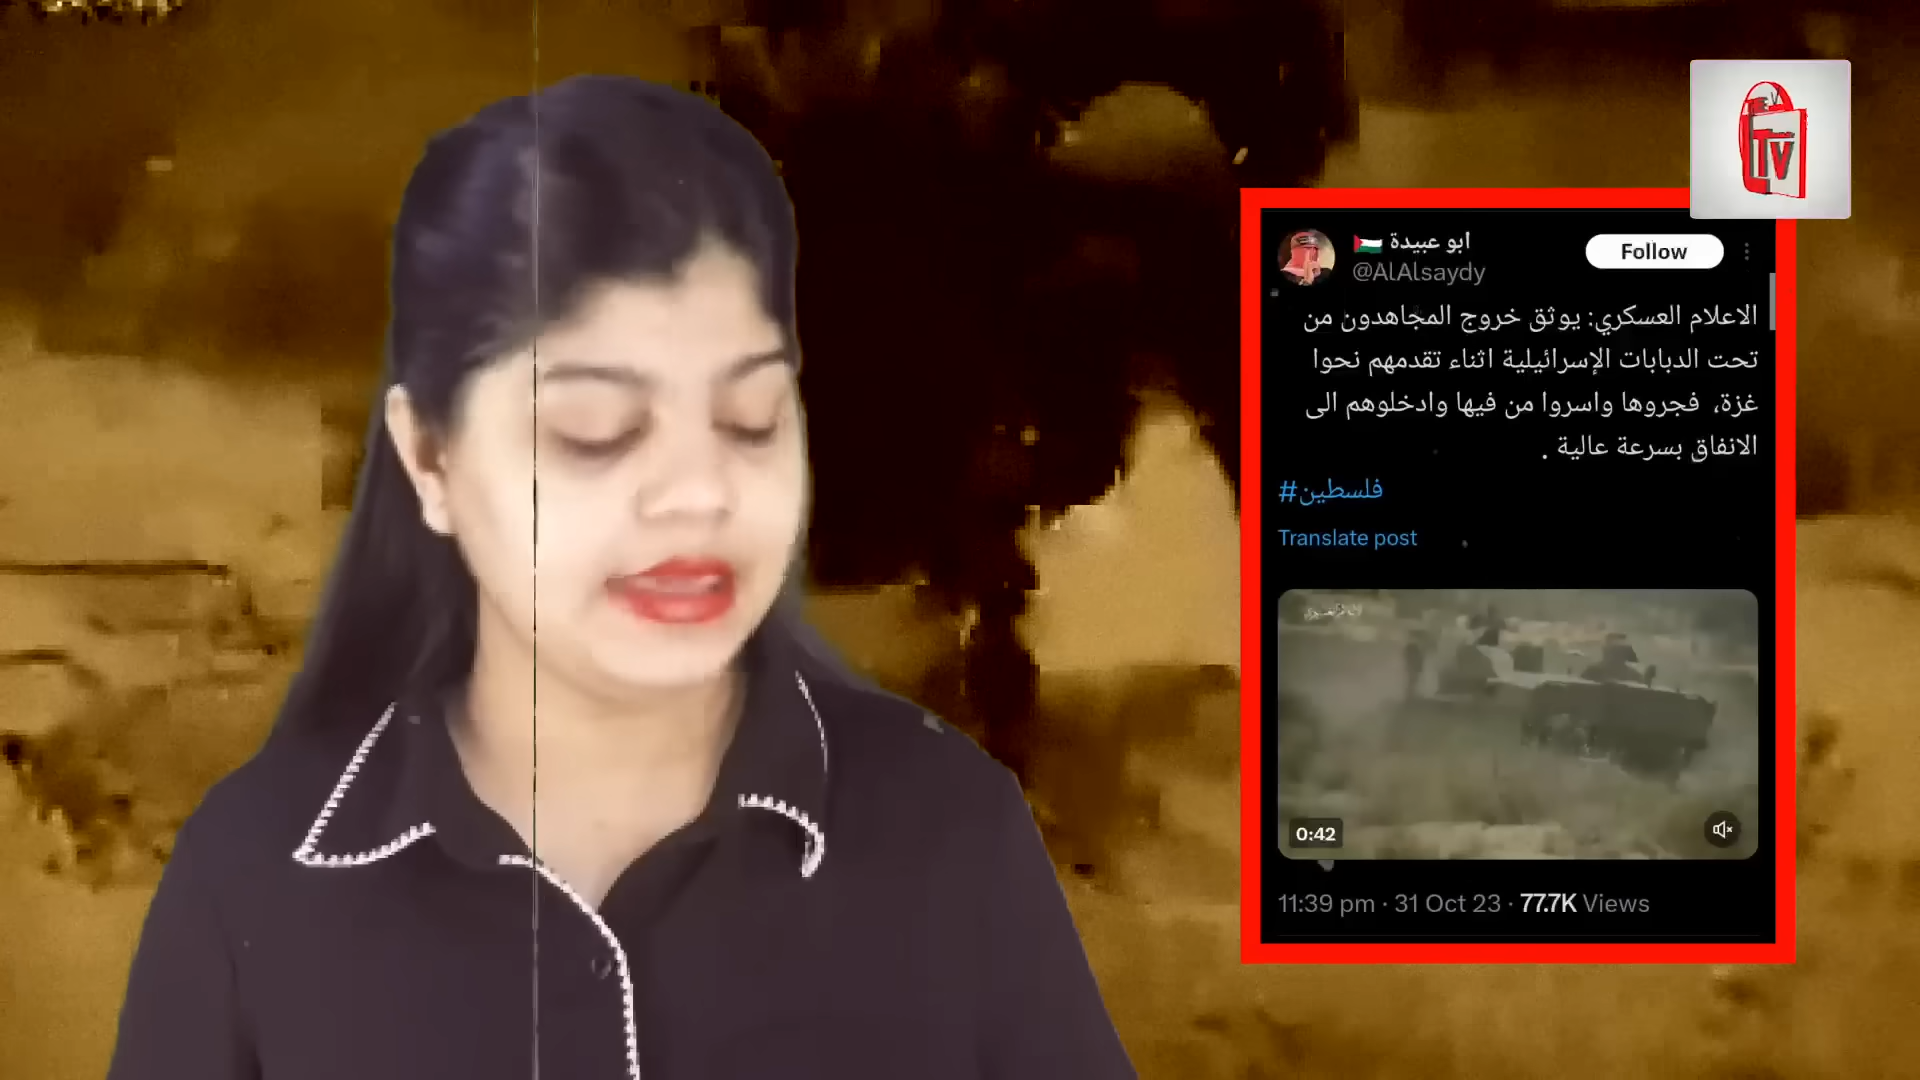 TV
ابو عبيدة
@AlAlsaydy
Follow
الاعلام العسكري: يوثق خروج المجاهدون من
تحت الدبابات الإسرائيلية اثناء تقدمهم نحوا
غزة، فجروها واسروا من فيها وادخلوهم الى
الانفاق بسرعة عالية .
#فلسطين
Translate post
0:42
11:39 pm · 31 Oct 23 · 77.7K Views